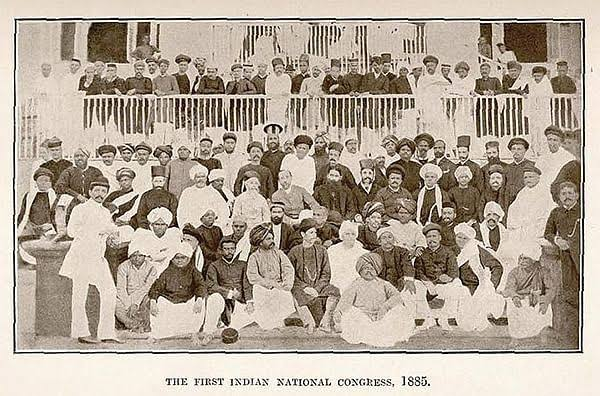 THE FIRST INDIAN NATIONAL CONGRESS, 1885.